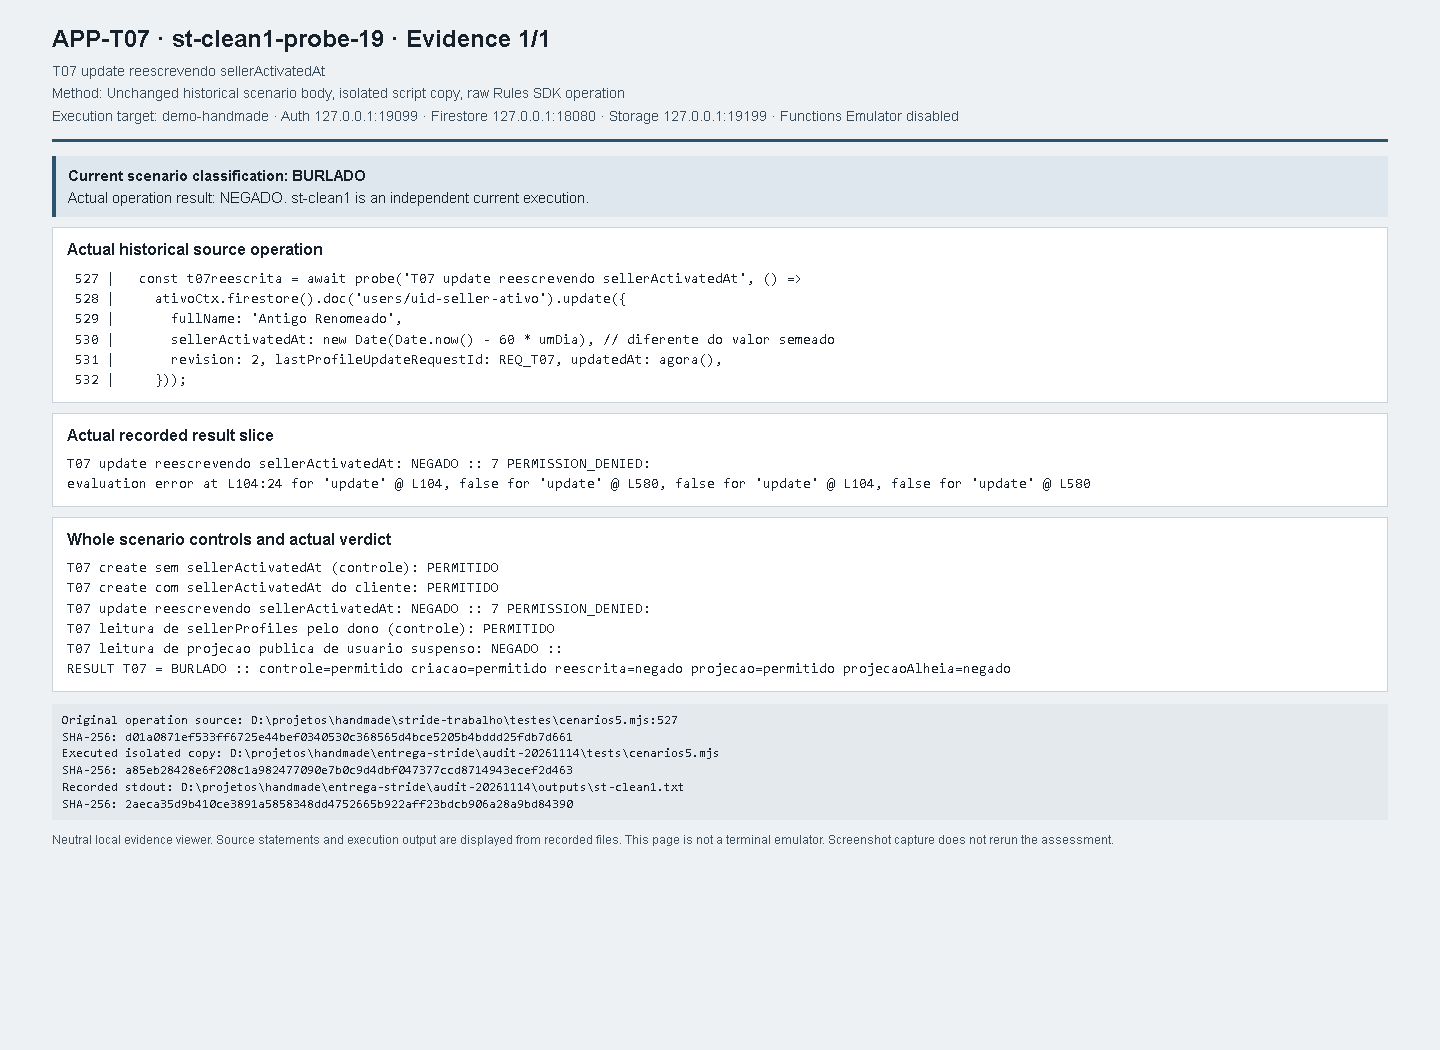 APP-T07 · st-clean1-probe-19 · Evidence 1/1
T07 update reescrevendo sellerActivatedAt
Method: Unchanged historical scenario body, isolated script copy, raw Rules SDK operation
Execution target: demo-handmade · Auth 127.0.0.1:19099 · Firestore 127.0.0.1:18080 · Storage 127.0.0.1:19199 · Functions Emulator disabled
Current scenario classification: BURLADO
Actual operation result: NEGADO. st-clean1 is an independent current execution.
Actual historical source operation
527 |   const t07reescrita = await probe('T07 update reescrevendo sellerActivatedAt', () =>
528 |     ativoCtx.firestore().doc('users/uid-seller-ativo').update({
529 |       fullName: 'Antigo Renomeado',
530 |       sellerActivatedAt: new Date(Date.now() - 60 * umDia), // diferente do valor semeado
531 |       revision: 2, lastProfileUpdateRequestId: REQ_T07, updatedAt: agora(),
532 |     }));
Actual recorded result slice
T07 update reescrevendo sellerActivatedAt: NEGADO :: 7 PERMISSION_DENIED:
evaluation error at L104:24 for 'update' @ L104, false for 'update' @ L580, false for 'update' @ L104, false for 'update' @ L580
Whole scenario controls and actual verdict
T07 create sem sellerActivatedAt (controle): PERMITIDO
T07 create com sellerActivatedAt do cliente: PERMITIDO
T07 update reescrevendo sellerActivatedAt: NEGADO :: 7 PERMISSION_DENIED:
T07 leitura de sellerProfiles pelo dono (controle): PERMITIDO
T07 leitura de projecao publica de usuario suspenso: NEGADO ::
RESULT T07 = BURLADO :: controle=permitido criacao=permitido reescrita=negado projecao=permitido projecaoAlheia=negado
Original operation source: D:\projetos\handmade\stride-trabalho\testes\cenarios5.mjs:527
SHA-256: d01a0871ef533ff6725e44bef0340530c368565d4bce5205b4bddd25fdb7d661
Executed isolated copy: D:\projetos\handmade\entrega-stride\audit-20261114\tests\cenarios5.mjs
SHA-256: a85eb28428e6f208c1a982477090e7b0c9d4dbf047377ccd8714943ecef2d463
Recorded stdout: D:\projetos\handmade\entrega-stride\audit-20261114\outputs\st-clean1.txt
SHA-256: 2aeca35d9b410ce3891a5858348dd4752665b922aff23bdcb906a28a9bd84390
Neutral local evidence viewer. Source statements and execution output are displayed from recorded files. This page is not a terminal emulator. Screenshot capture does not rerun the assessment.